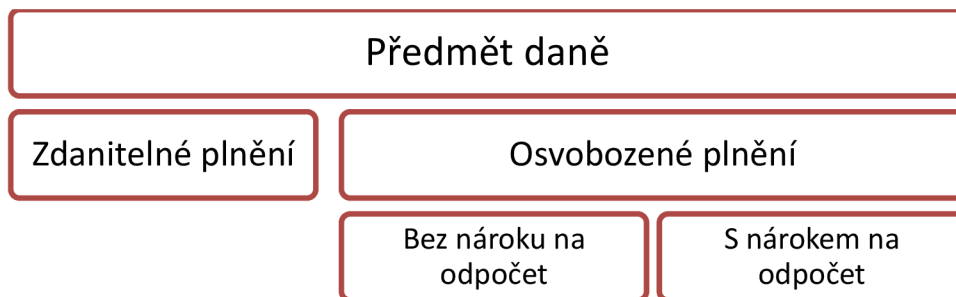 Předmět daně
Zdanitelné plnění
Osvobozené plnění
Bez nároku na
odpočet
S nárokem na
odpočet